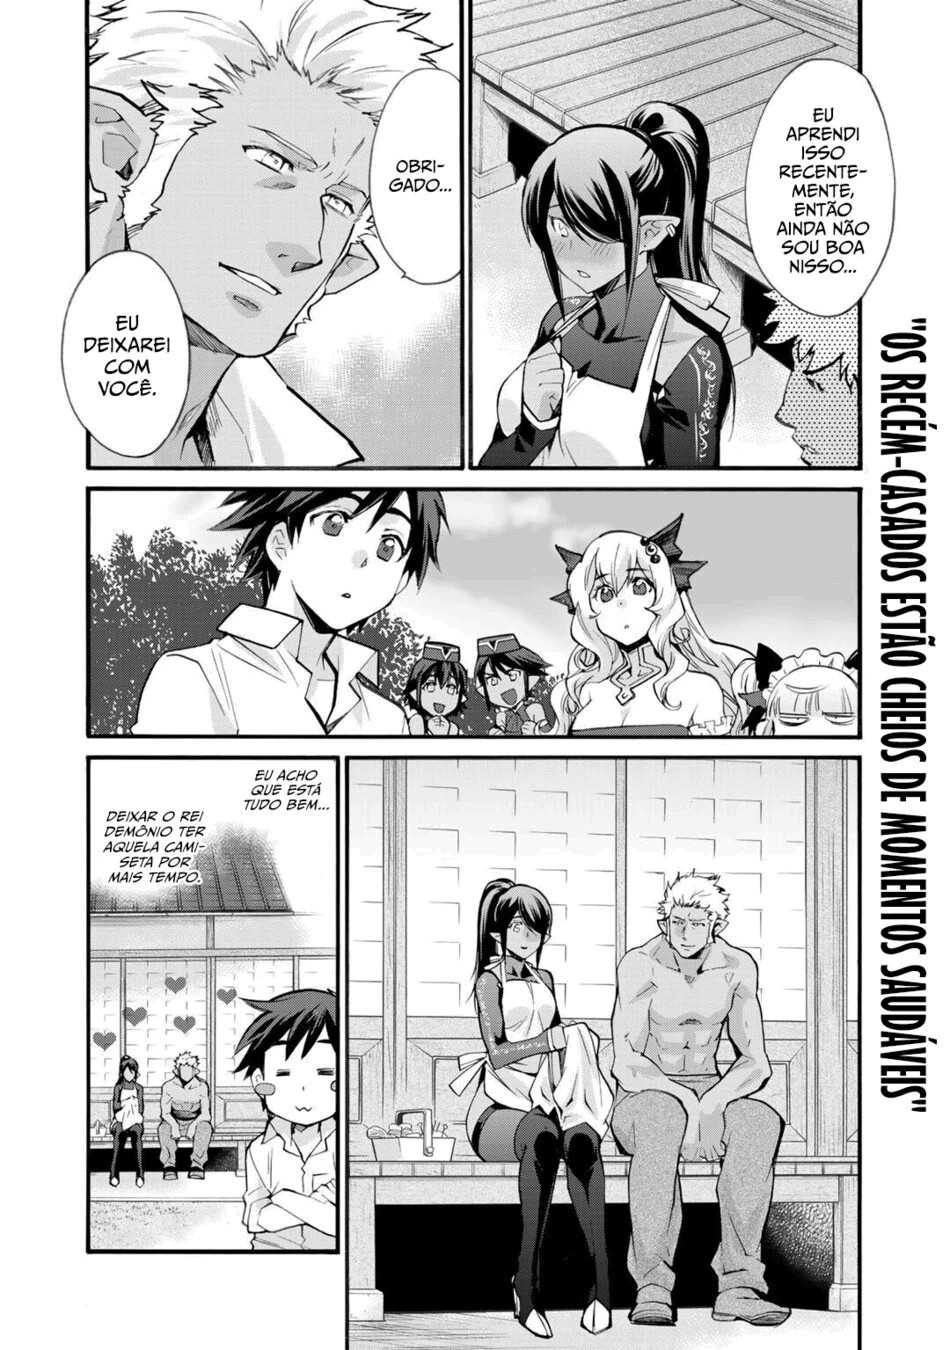 EU
APRENDI
ISSO
RECENTE-
MENTE,
ENTÃO
AINDA NÃO
SOU BOA
NISSO...
OBRI-
GADO...
EU
DEIXAREI
COM
VOCÊ.
EU ACHO
QUE ESTÁ
TUDO BEM...
DEIXAR O REI
DEMÔNIO TER
AQUELA CAMI-
SETA POR
MAIS TEMPO.
"OS RECÉM-CASADOS ESTÃO CHEIOS DE MOMENTOS SAUDÁVEIS"